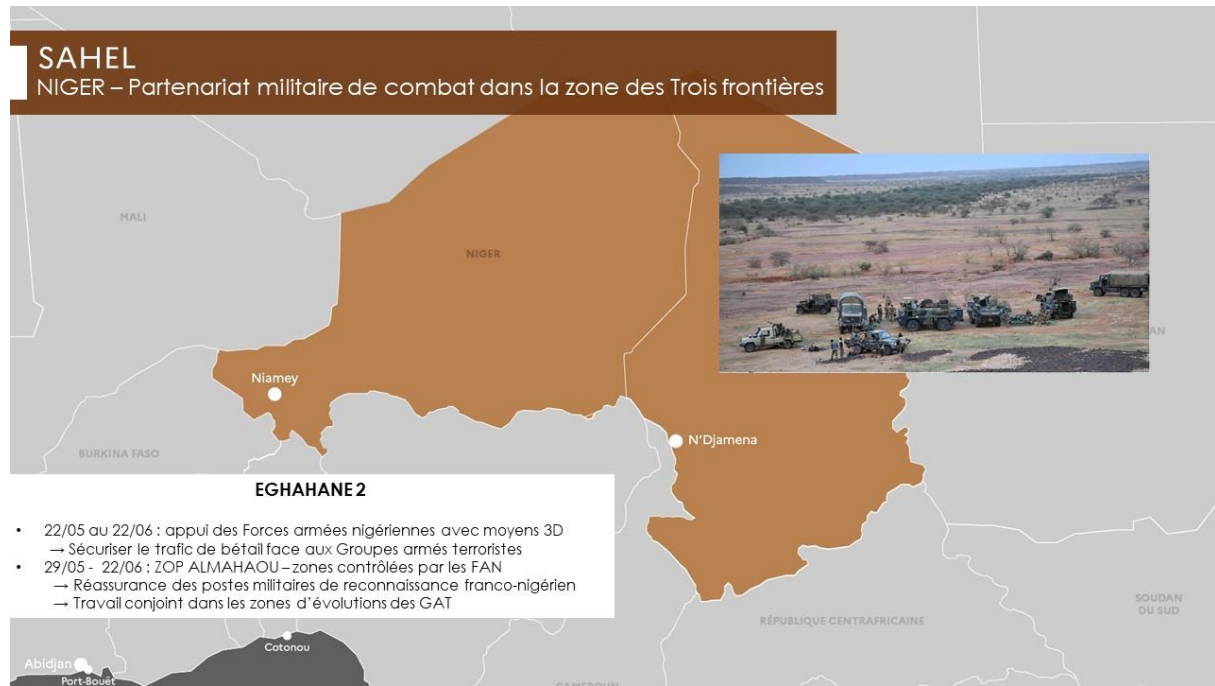 SAHEL
NIGER – Partenariat militaire de combat dans la zone des Trois frontières
MALI
NIGER
Niamey
BURKINA FASO
N'Djamena
EGHAHANE 2
• 22/05 au 22/06 : appui des Forces armées nigériennes avec moyens 3D
→ Sécuriser le trafic de bétail face aux Groupes armés terroristes
• 29/05 - 22/06 : ZOP ALMAHAOU – zones contrôlées par les FAN
→ Réassurance des postes militaires de reconnaissance franco-nigérien
→ Travail conjoint dans les zones d'évolutions des GAT
SOUDAN
DU SUD
RÉPUBLIQUE CENTRAFRICAINE
Cotonou
Abidjan
Port-Bouët